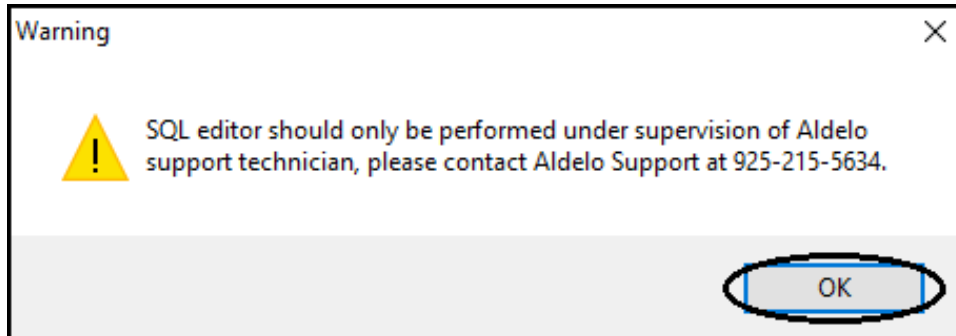 Warning
SQL editor should only be performed under supervision of Aldelo
support technician, please contact Aldelo Support at 925-215-5634.
OK